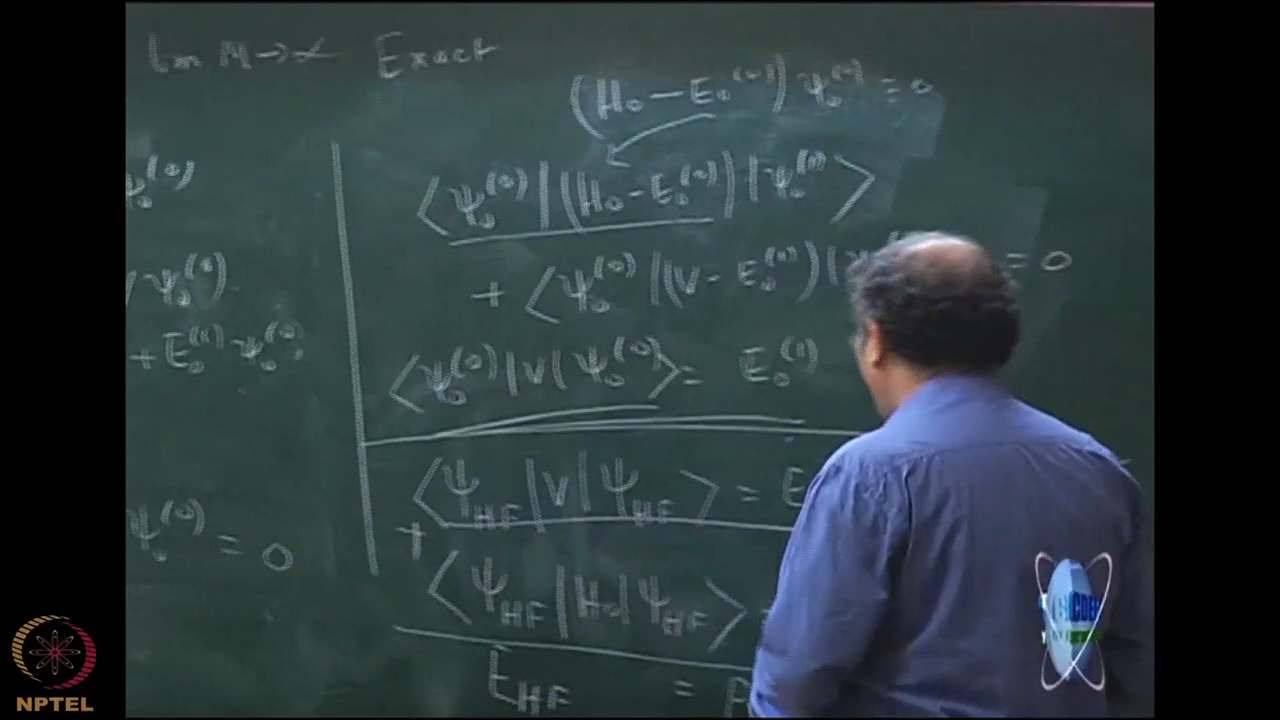 lim M→∝ Exact
(H₀ − E₀⁽⁰⁾) ψ₀⁽⁰⁾ = 0
ψ₀⁽⁰⁾
⟨ψ₀⁽⁰⁾|(H₀ − E₀⁽⁰⁾)|ψ₀⁽¹⁾⟩
ψ₀⁽⁰⁾
+ ⟨ψ₀⁽⁰⁾|(V − E₀⁽¹⁾)| = 0
+ E₀⁽¹⁾ ψ₀⁽⁰⁾
⟨ψ₀⁽⁰⁾|V|ψ₀⁽⁰⁾⟩ = E₀⁽¹⁾
⟨Ψ_HF|V|Ψ_HF⟩ = E
ψ₀⁽⁰⁾ = 0
+
⟨Ψ_HF|H₀|Ψ_HF⟩
E_HF =
NPTEL